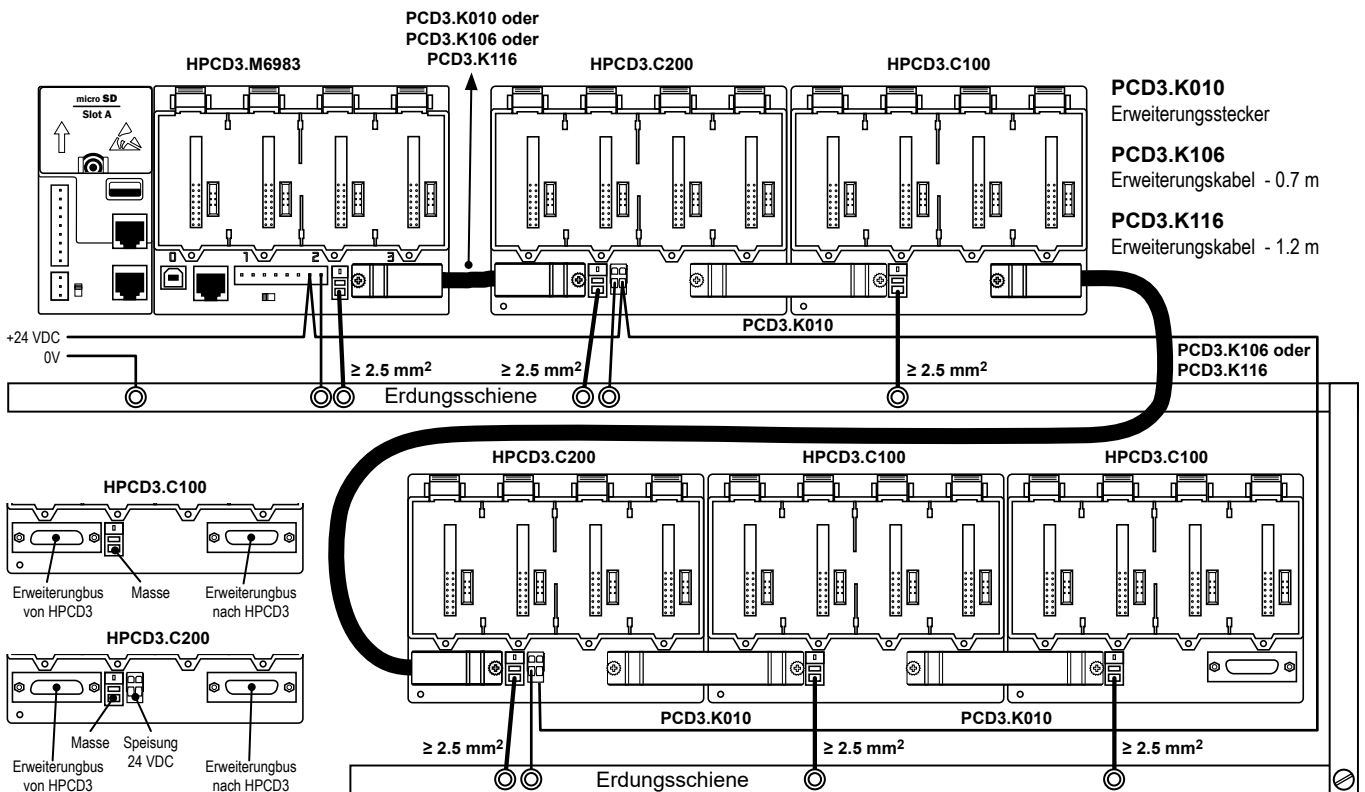 PCD3.K010 oder
PCD3.K106 oder
PCD3.K116
HPCD3.M6983
HPCD3.C200
HPCD3.C100
PCD3.K010
Erweiterungsstecker
PCD3.K106
Erweiterungskabel - 0.7 m
PCD3.K116
Erweiterungskabel - 1.2 m
micro SD
Slot A
0 1 2 3
PCD3.K010
+24 VDC
0V
≥ 2.5 mm²
≥ 2.5 mm²
≥ 2.5 mm²
PCD3.K106 oder
PCD3.K116
Erdungsschiene
HPCD3.C200
HPCD3.C100
HPCD3.C100
HPCD3.C100
Erweiterungbus
von HPCD3
Masse
Erweiterungbus
nach HPCD3
HPCD3.C200
Masse
Speisung
24 VDC
Erweiterungbus
von HPCD3
Erweiterungbus
nach HPCD3
PCD3.K010
PCD3.K010
≥ 2.5 mm²
≥ 2.5 mm²
≥ 2.5 mm²
Erdungsschiene